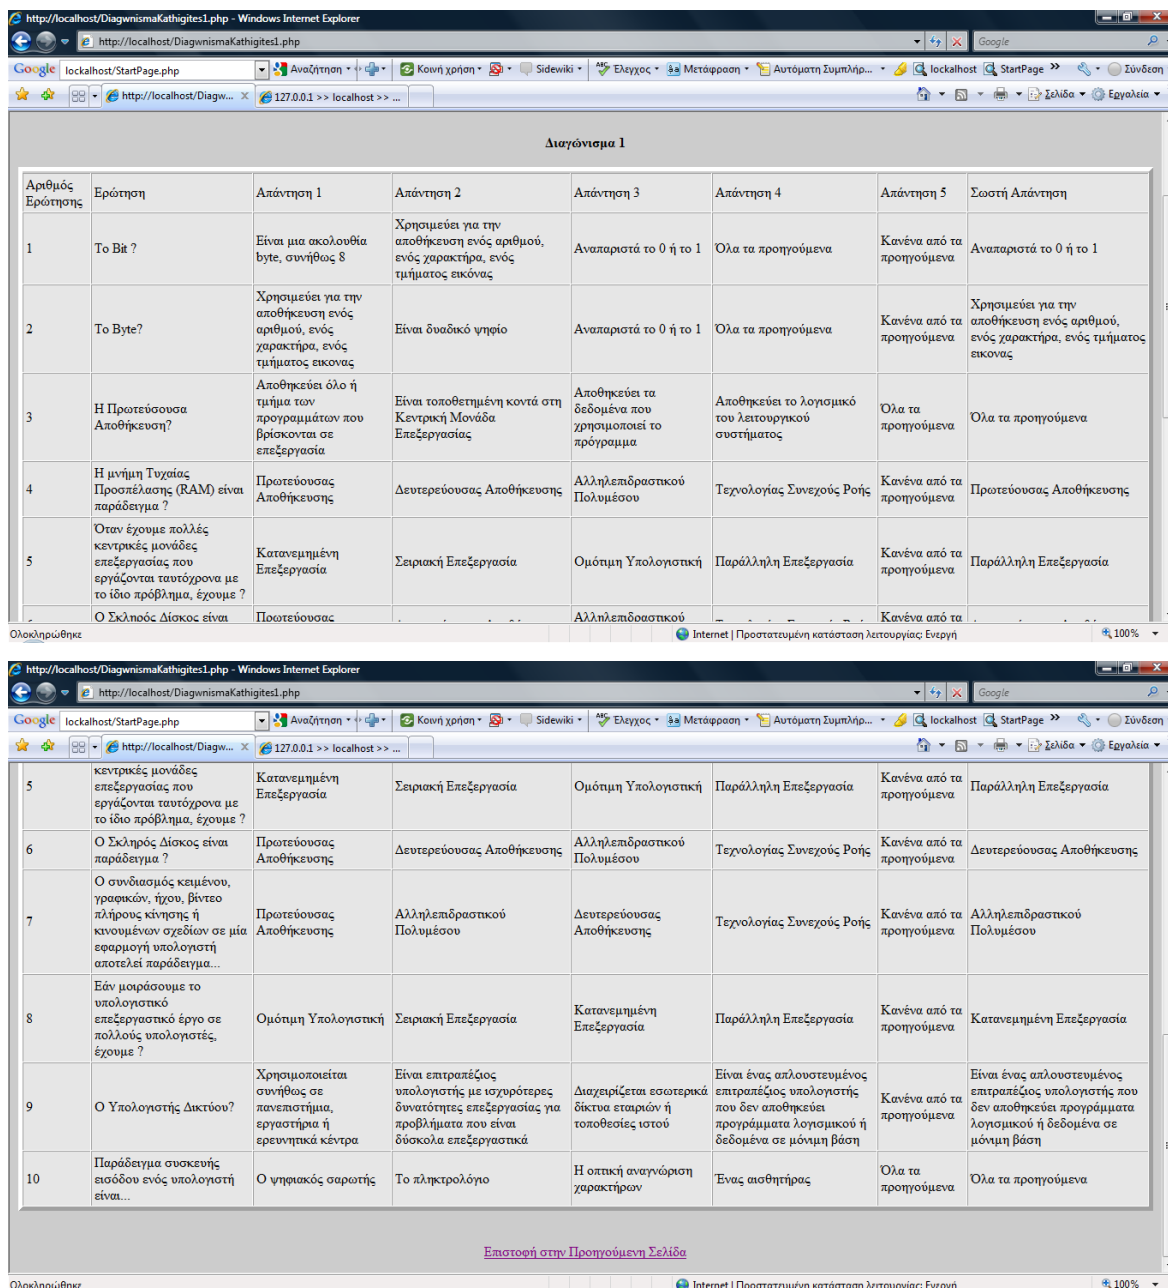 http://localhost/DiagwnismaKathigites1.php - Windows Internet Explorer
http://localhost/DiagwnismaKathigites1.php
Google
Google lockalhost/StartPage.php Αναζήτηση Κοινή χρήση Sidewiki Έλεγχος Μετάφραση Αυτόματη Συμπλήρ... lockalhost StartPage Σύνδεση
http://localhost/Diagw... 127.0.0.1 >> localhost >> ... Σελίδα Εργαλεία
Διαγώνισμα 1
Αριθμός
Ερώτησης
Ερώτηση
Απάντηση 1
Απάντηση 2
Απάντηση 3
Απάντηση 4
Απάντηση 5
Σωστή Απάντηση
1
Το Bit ?
Είναι μια ακολουθία
byte, συνήθως 8
Χρησιμεύει για την
αποθήκευση ενός αριθμού,
ενός χαρακτήρα, ενός
τμήματος εικόνας
Αναπαριστά το 0 ή το 1
Όλα τα προηγούμενα
Κανένα από τα
προηγούμενα
Αναπαριστά το 0 ή το 1
2
Το Byte?
Χρησιμεύει για την
αποθήκευση ενός
αριθμού, ενός
χαρακτήρα, ενός
τμήματος εικονας
Είναι δυαδικό ψηφίο
Αναπαριστά το 0 ή το 1
Όλα τα προηγούμενα
Κανένα από τα
προηγούμενα
Χρησιμεύει για την
αποθήκευση ενός αριθμού,
ενός χαρακτήρα, ενός τμήματος
εικονας
3
Η Πρωτεύσουσα
Αποθήκευση?
Αποθηκεύει όλο ή
τμήμα των
προγραμμάτων που
βρίσκονται σε
επεξεργασία
Είναι τοποθετημένη κοντά στη
Κεντρική Μονάδα
Επεξεργασίας
Αποθηκεύει τα
δεδομένα που
χρησιμοποιεί το
πρόγραμμα
Αποθηκεύει το λογισμικό
του λειτουργικού
συστήματος
Όλα τα
προηγούμενα
Όλα τα προηγούμενα
4
Η μνήμη Τυχαίας
Προσπέλασης (RAM) είναι
παράδειγμα ?
Πρωτεύουσας
Αποθήκευσης
Δευτερεύουσας Αποθήκευσης
Αλληλεπιδραστικού
Πολυμέσου
Τεχνολογίας Συνεχούς Ροής
Κανένα από τα
προηγούμενα
Πρωτεύουσας Αποθήκευσης
5
Όταν έχουμε πολλές
κεντρικές μονάδες
επεξεργασίας που
εργάζονται ταυτόχρονα με
το ίδιο πρόβλημα, έχουμε ?
Κατανεμημένη
Επεξεργασία
Σειριακή Επεξεργασία
Ομότιμη Υπολογιστική
Παράλληλη Επεξεργασία
Κανένα από τα
προηγούμενα
Παράλληλη Επεξεργασία
Ο Σκληρός Δίσκος είναι
Πρωτεύουσας
Αλληλεπιδραστικού
Κανένα από τα
Ολοκληρώθηκε
Internet | Προστατευμένη κατάσταση λειτουργίας: Ενεργή
100%
http://localhost/DiagwnismaKathigites1.php - Windows Internet Explorer
http://localhost/DiagwnismaKathigites1.php
Google
Google lockalhost/StartPage.php Αναζήτηση Κοινή χρήση Sidewiki Έλεγχος Μετάφραση Αυτόματη Συμπλήρ... lockalhost StartPage Σύνδεση
http://localhost/Diagw... 127.0.0.1 >> localhost >> ... Σελίδα Εργαλεία
5
κεντρικές μονάδες
επεξεργασίας που
εργάζονται ταυτόχρονα με
το ίδιο πρόβλημα, έχουμε ?
Κατανεμημένη
Επεξεργασία
Σειριακή Επεξεργασία
Ομότιμη Υπολογιστική
Παράλληλη Επεξεργασία
Κανένα από τα
προηγούμενα
Παράλληλη Επεξεργασία
6
Ο Σκληρός Δίσκος είναι
παράδειγμα ?
Πρωτεύουσας
Αποθήκευσης
Δευτερεύουσας Αποθήκευσης
Αλληλεπιδραστικού
Πολυμέσου
Τεχνολογίας Συνεχούς Ροής
Κανένα από τα
προηγούμενα
Δευτερεύουσας Αποθήκευσης
7
Ο συνδιασμός κειμένου,
γραφικών, ήχου, βίντεο
πλήρους κίνησης ή
κινουμένων σχεδίων σε μία
εφαρμογή υπολογιστή
αποτελεί παράδειγμα...
Πρωτεύουσας
Αποθήκευσης
Αλληλεπιδραστικού
Πολυμέσου
Δευτερεύουσας
Αποθήκευσης
Τεχνολογίας Συνεχούς Ροής
Κανένα από τα
προηγούμενα
Αλληλεπιδραστικού
Πολυμέσου
8
Εάν μοιράσουμε το
υπολογιστικό
επεξεργαστικό έργο σε
πολλούς υπολογιστές,
έχουμε ?
Ομότιμη Υπολογιστική
Σειριακή Επεξεργασία
Κατανεμημένη
Επεξεργασία
Παράλληλη Επεξεργασία
Κανένα από τα
προηγούμενα
Κατανεμημένη Επεξεργασία
9
Ο Υπολογιστής Δικτύου?
Χρησιμοποιείται
συνήθως σε
πανεπιστήμια,
εργαστήρια ή
ερευνητικά κέντρα
Είναι επιτραπέζιος
υπολογιστής με ισχυρότερες
δυνατότητες επεξεργασίας για
προβλήματα που είναι
δύσκολα επεξεργαστικά
Διαχειρίζεται εσωτερικά
δίκτυα εταιριών ή
τοποθεσίες ιστού
Είναι ένας απλουστευμένος
επιτραπέζιος υπολογιστής
που δεν αποθηκεύει
προγράμματα λογισμικού ή
δεδομένα σε μόνιμη βάση
Κανένα από τα
προηγούμενα
Είναι ένας απλουστευμένος
επιτραπέζιος υπολογιστής που
δεν αποθηκεύει προγράμματα
λογισμικού ή δεδομένα σε
μόνιμη βάση
10
Παράδειγμα συσκευής
εισόδου ενός υπολογιστή
είναι...
Ο ψηφιακός σαρωτής
Το πληκτρολόγιο
Η οπτική αναγνώριση
χαρακτήρων
Ένας αισθητήρας
Όλα τα
προηγούμενα
Όλα τα προηγούμενα
Επιστοφή στην Προηγούμενη Σελίδα
Ολοκληρώθηκε
Internet | Προστατευμένη κατάσταση λειτουργίας: Ενεργή
100%